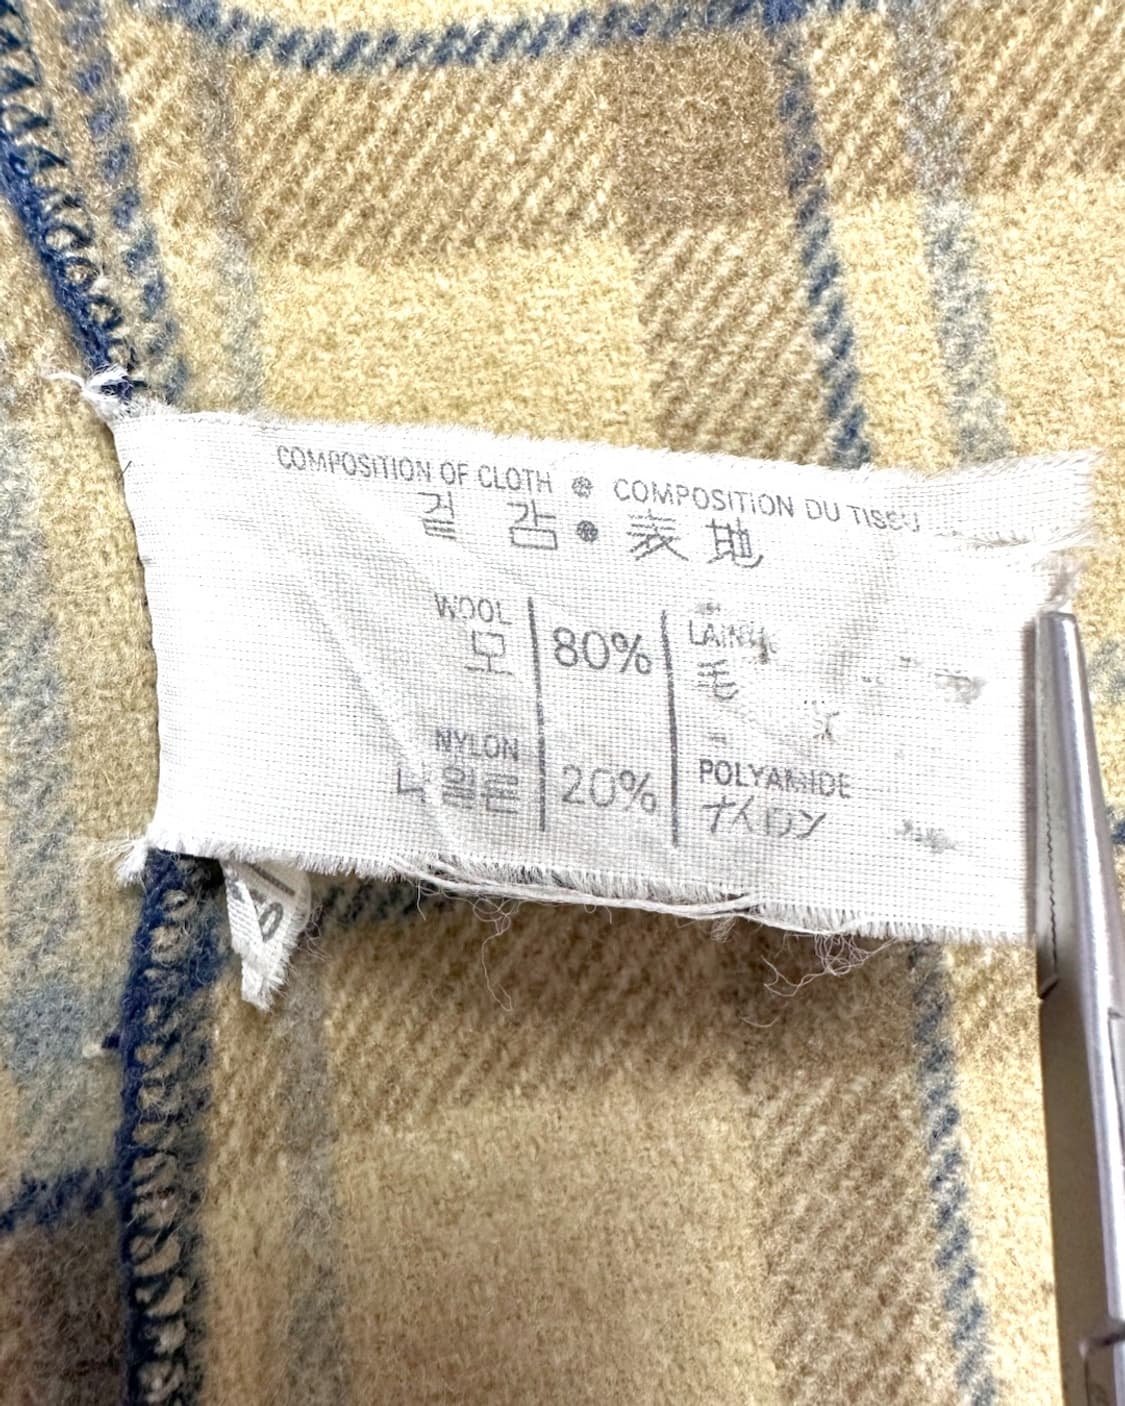 COMPOSITION OF CLOTH ● COMPOSITION DU TISSU
겉 감 ● 表地
WOOL 80% LAINE
모 毛
NYLON 20% POLYAMIDE
나일론 ナイロン